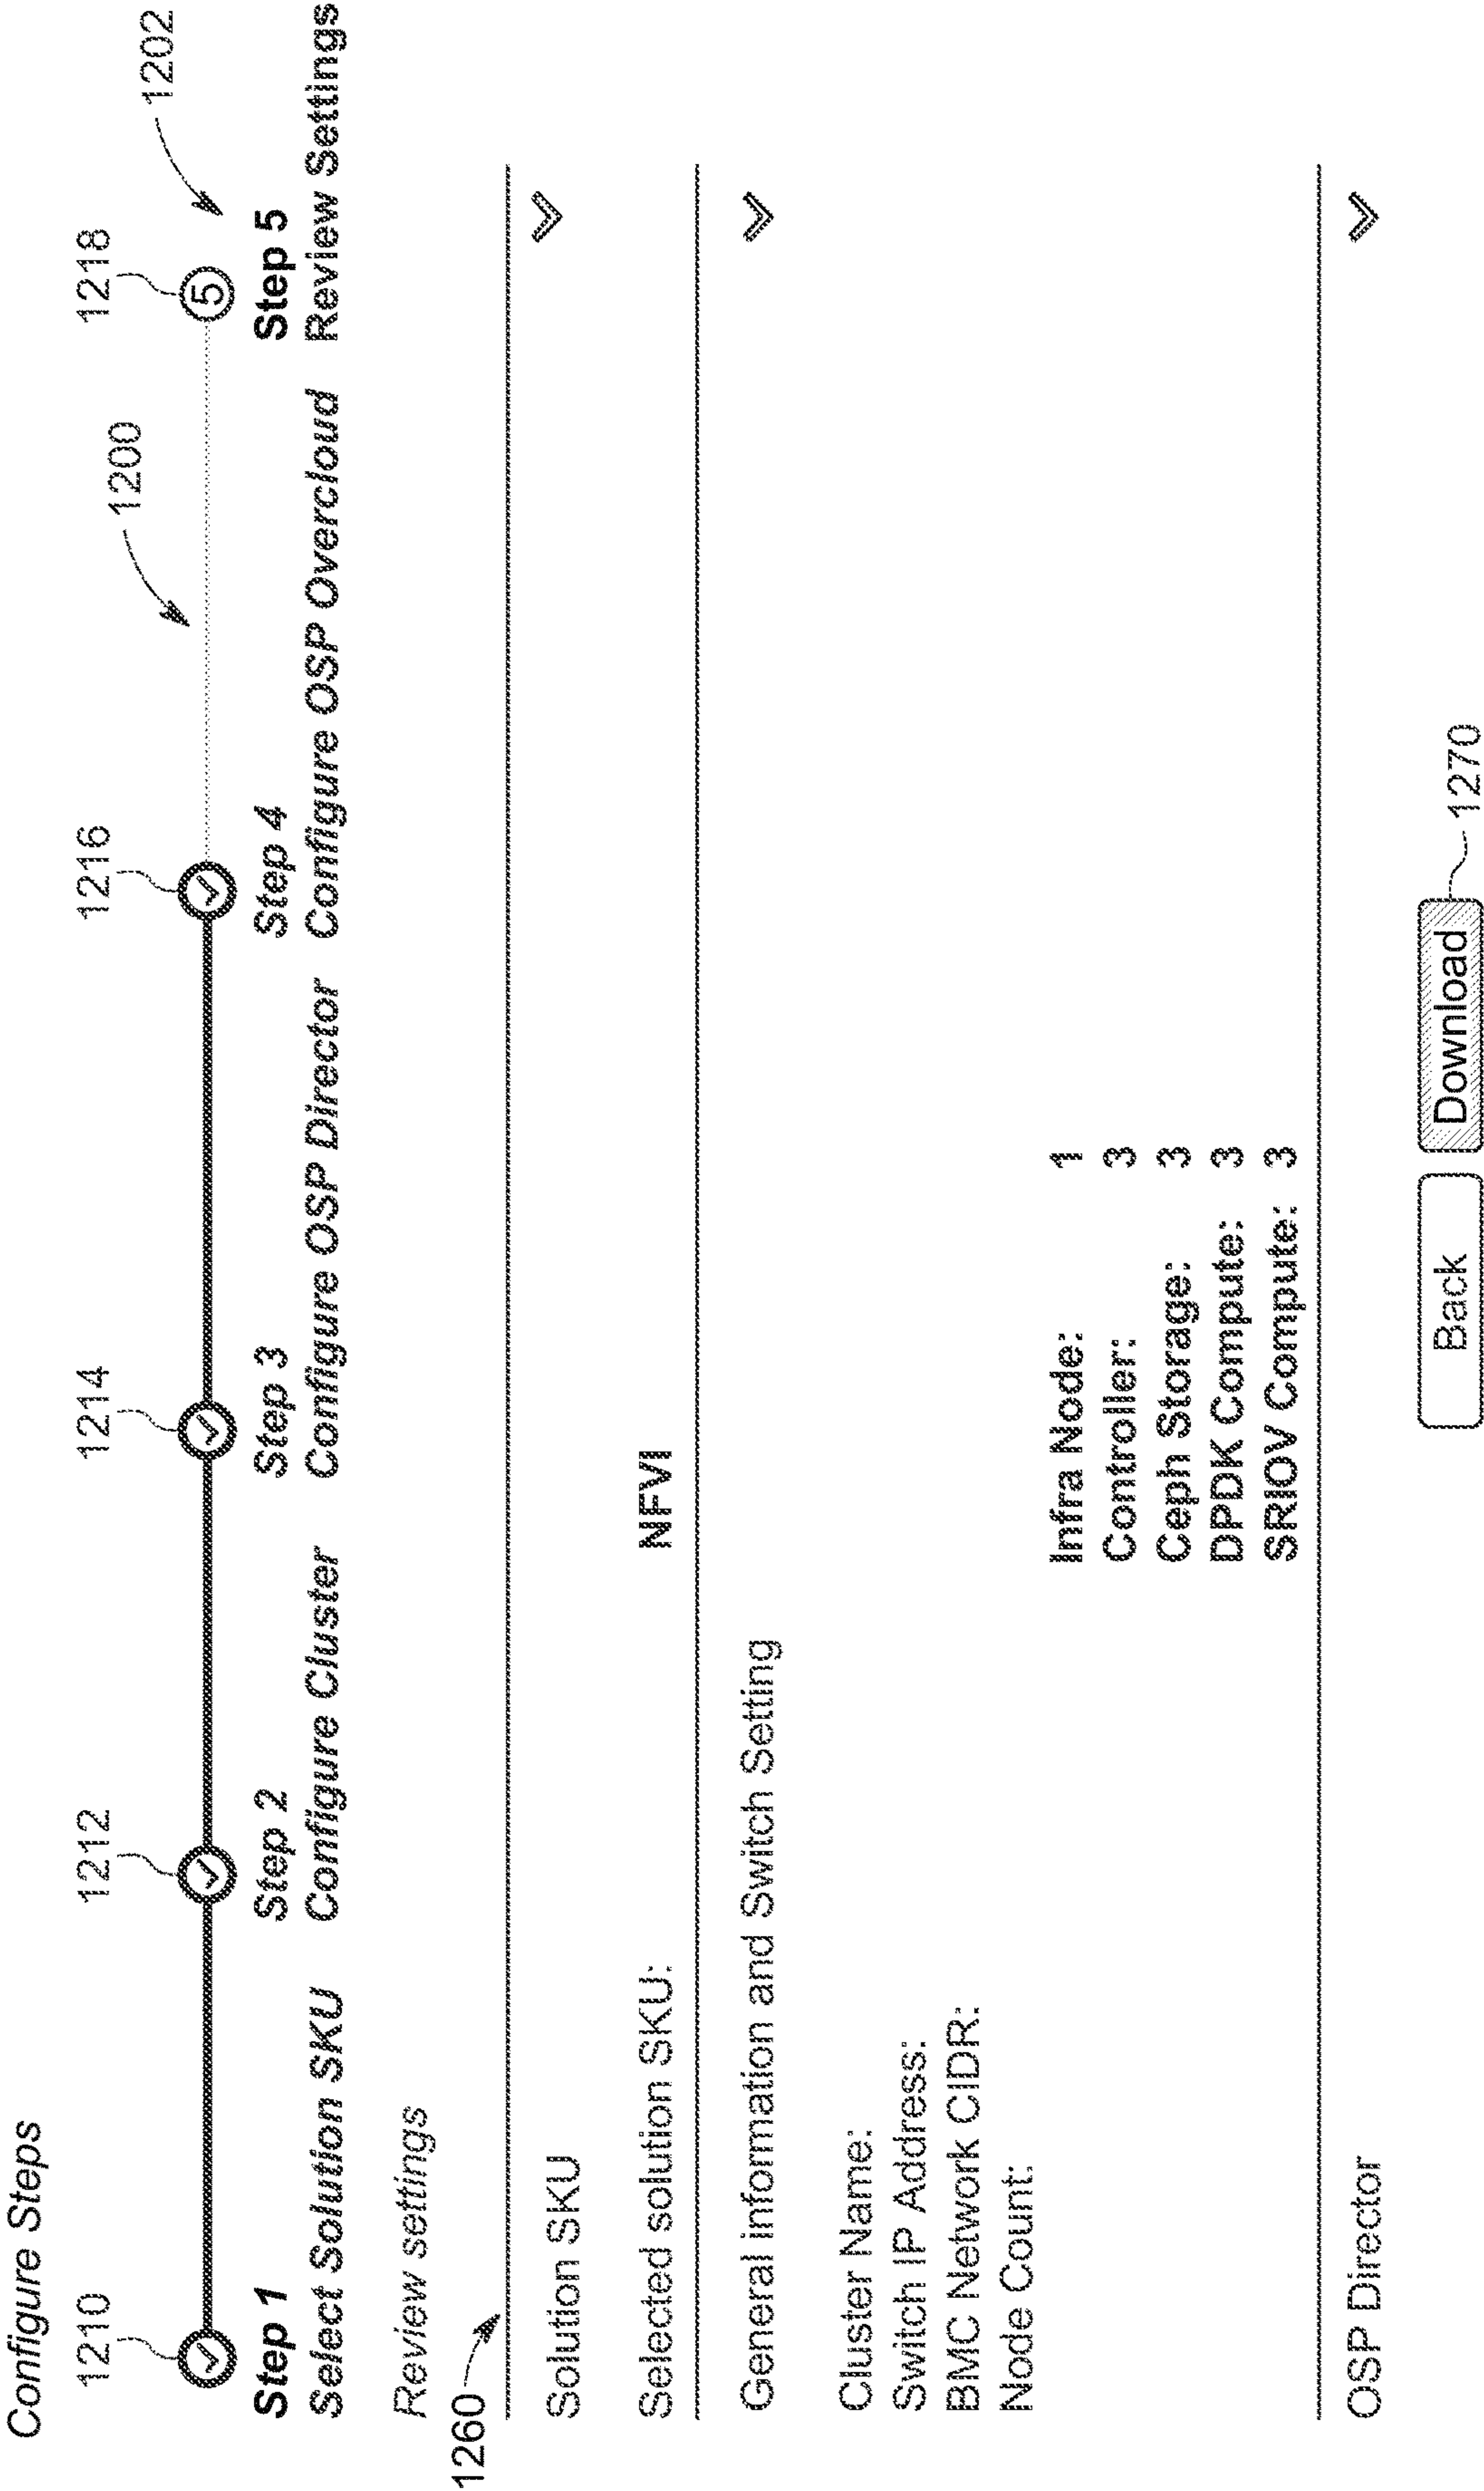 Configure Steps
1210
1212
1214
1216
1218
1200
1202
5
Step 1
Step 2
Step 3
Step 4
Step 5
Select Solution SKU
Configure Cluster
Configure OSP Director
Configure OSP Overcloud
Review Settings
Review settings
1260
Solution SKU
Selected solution SKU: NFVI
General information and Switch Setting
Cluster Name:
Switch IP Address:
BMC Network CIDR:
Node Count:
Infra Node: 1
Controller: 3
Ceph Storage: 3
DPDK Compute: 3
SRIOV Compute: 3
OSP Director
Back
Download
1270